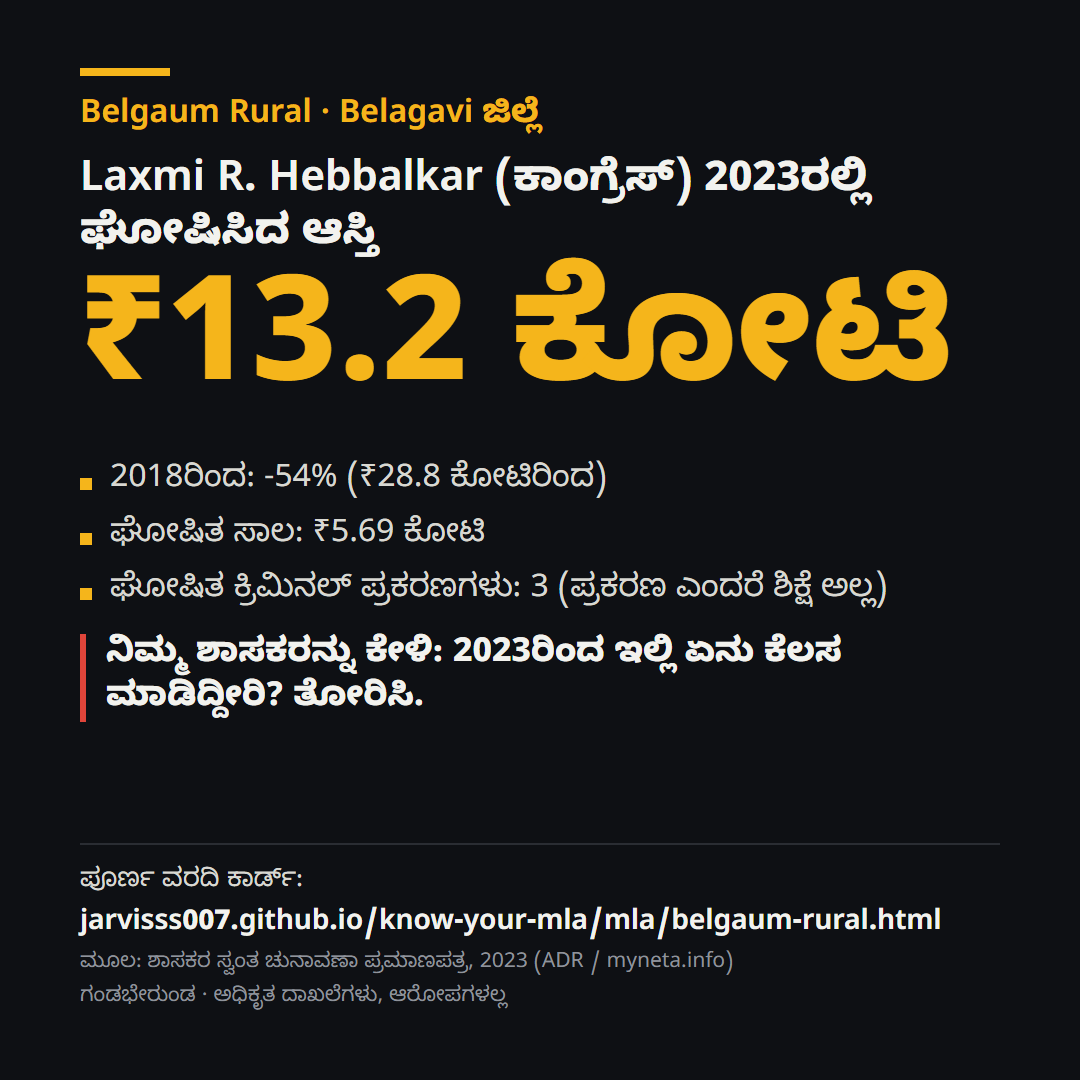 Belgaum Rural · Belagavi ಜಿಲ್ಲೆ
Laxmi R. Hebbalkar (ಕಾಂಗ್ರೆಸ್) 2023ರಲ್ಲಿ
ಘೋಷಿಸಿದ ಆಸ್ತಿ
₹13.2 ಕೋಟಿ
2018ರಿಂದ: -54% (₹28.8 ಕೋಟಿರಿಂದ)
ಘೋಷಿತ ಸಾಲ: ₹5.69 ಕೋಟಿ
ಘೋಷಿತ ಕ್ರಿಮಿನಲ್ ಪ್ರಕರಣಗಳು: 3 (ಪ್ರಕರಣ ಎಂದರೆ ಶಿಕ್ಷೆ ಅಲ್ಲ)
ನಿಮ್ಮ ಶಾಸಕರನ್ನು ಕೇಳಿ: 2023ರಿಂದ ಇಲ್ಲಿ ಏನು ಕೆಲಸ
ಮಾಡಿದ್ದೀರಿ? ತೋರಿಸಿ.
ಪೂರ್ಣ ವರದಿ ಕಾರ್ಡ್:
jarvisss007.github.io/know-your-mla/mla/belgaum-rural.html
ಮೂಲ: ಶಾಸಕರ ಸ್ವಂತ ಚುನಾವಣಾ ಪ್ರಮಾಣಪತ್ರ, 2023 (ADR / myneta.info)
ಗಂಡಭೇರುಂಡ · ಅಧಿಕೃತ ದಾಖಲೆಗಳು, ಆರೋಪಗಳಲ್ಲ